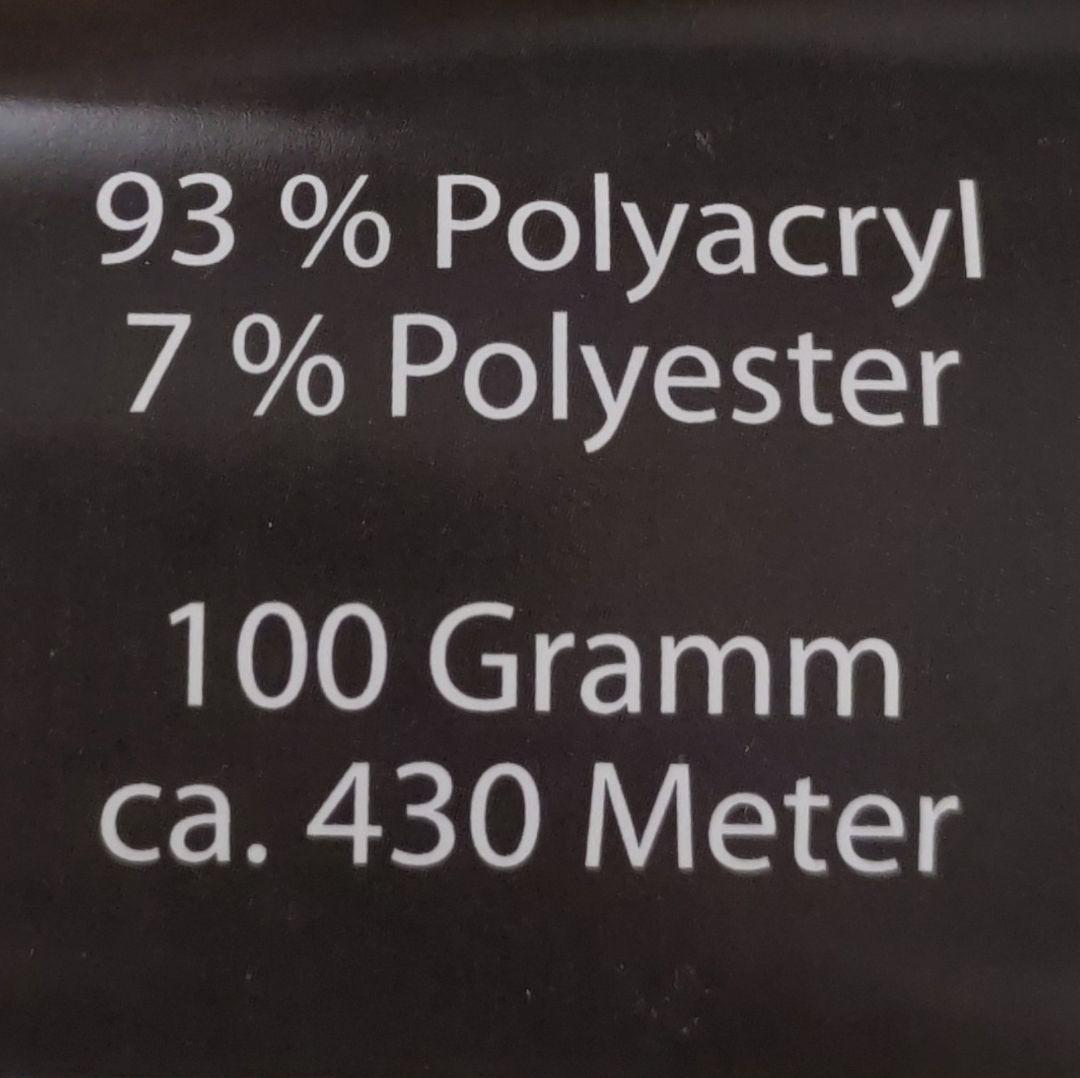 93 % Polyacryl
7 % Polyester
100 Gramm
ca. 430 Meter